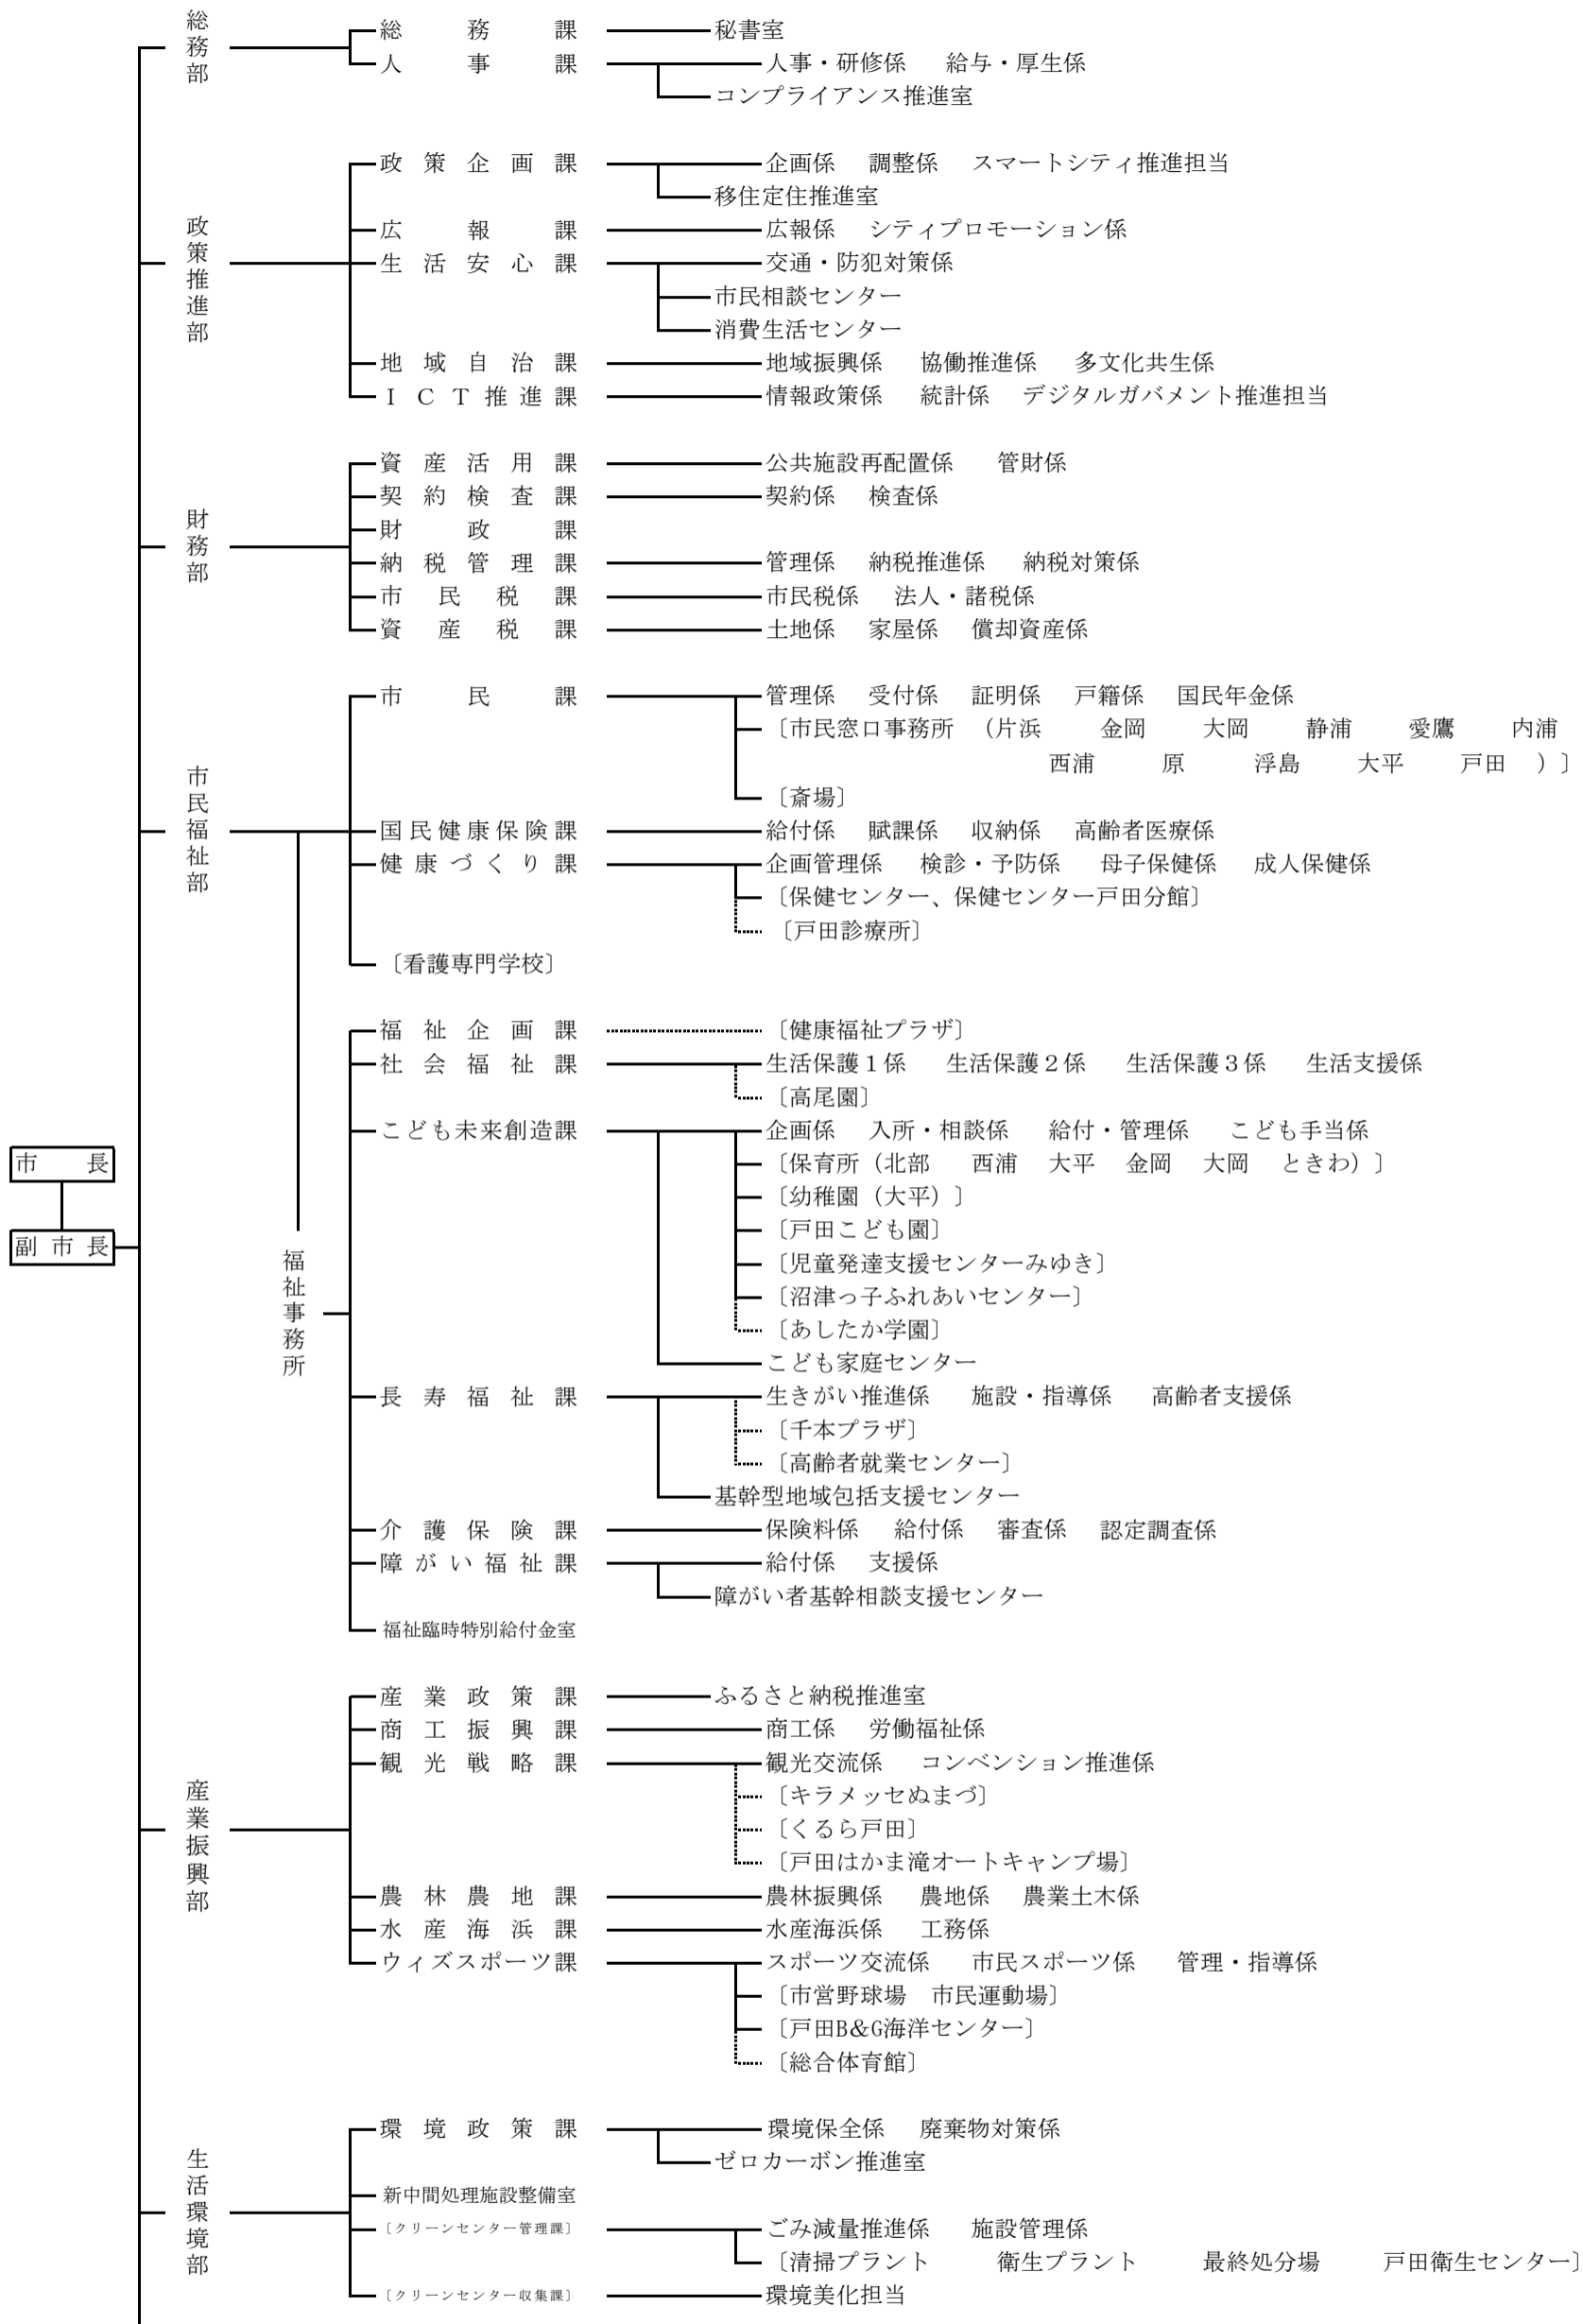 総務部
総務課 秘書室
人事課 人事・研修係 給与・厚生係
コンプライアンス推進室
政策推進部
政策企画課 企画係 調整係 スマートシティ推進担当
移住定住推進室
広報課 広報係 シティプロモーション係
生活安心課 交通・防犯対策係
市民相談センター
消費生活センター
地域自治課 地域振興係 協働推進係 多文化共生係
ＩＣＴ推進課 情報政策係 統計係 デジタルガバメント推進担当
財務部
資産活用課 公共施設再配置係 管財係
契約検査課 契約係 検査係
財政課
納税管理課 管理係 納税推進係 納税対策係
市民税課 市民税係 法人・諸税係
資産税課 土地係 家屋係 償却資産係
市民福祉部
市民課 管理係 受付係 証明係 戸籍係 国民年金係
〔市民窓口事務所 （片浜 金岡 大岡 静浦 愛鷹 内浦
西浦 原 浮島 大平 戸田 ）〕
〔斎場〕
国民健康保険課 給付係 賦課係 収納係 高齢者医療係
健康づくり課 企画管理係 検診・予防係 母子保健係 成人保健係
〔保健センター、保健センター戸田分館〕
〔戸田診療所〕
〔看護専門学校〕
市長
副市長
福祉事務所
福祉企画課 〔健康福祉プラザ〕
社会福祉課 生活保護１係 生活保護２係 生活保護３係 生活支援係
〔高尾園〕
こども未来創造課 企画係 入所・相談係 給付・管理係 こども手当係
〔保育所（北部 西浦 大平 金岡 大岡 ときわ）〕
〔幼稚園（大平）〕
〔戸田こども園〕
〔児童発達支援センターみゆき〕
〔沼津っ子ふれあいセンター〕
〔あしたか学園〕
こども家庭センター
長寿福祉課 生きがい推進係 施設・指導係 高齢者支援係
〔千本プラザ〕
〔高齢者就業センター〕
基幹型地域包括支援センター
介護保険課 保険料係 給付係 審査係 認定調査係
障がい福祉課 給付係 支援係
障がい者基幹相談支援センター
福祉臨時特別給付金室
産業振興部
産業政策課 ふるさと納税推進室
商工振興課 商工係 労働福祉係
観光戦略課 観光交流係 コンベンション推進係
〔キラメッセぬまづ〕
〔くるら戸田〕
〔戸田はかま滝オートキャンプ場〕
農林農地課 農林振興係 農地係 農業土木係
水産海浜課 水産海浜係 工務係
ウィズスポーツ課 スポーツ交流係 市民スポーツ係 管理・指導係
〔市営野球場 市民運動場〕
〔戸田B&G海洋センター〕
〔総合体育館〕
生活環境部
環境政策課 環境保全係 廃棄物対策係
ゼロカーボン推進室
新中間処理施設整備室
〔クリーンセンター管理課〕 ごみ減量推進係 施設管理係
〔清掃プラント 衛生プラント 最終処分場 戸田衛生センター〕
〔クリーンセンター収集課〕 環境美化担当